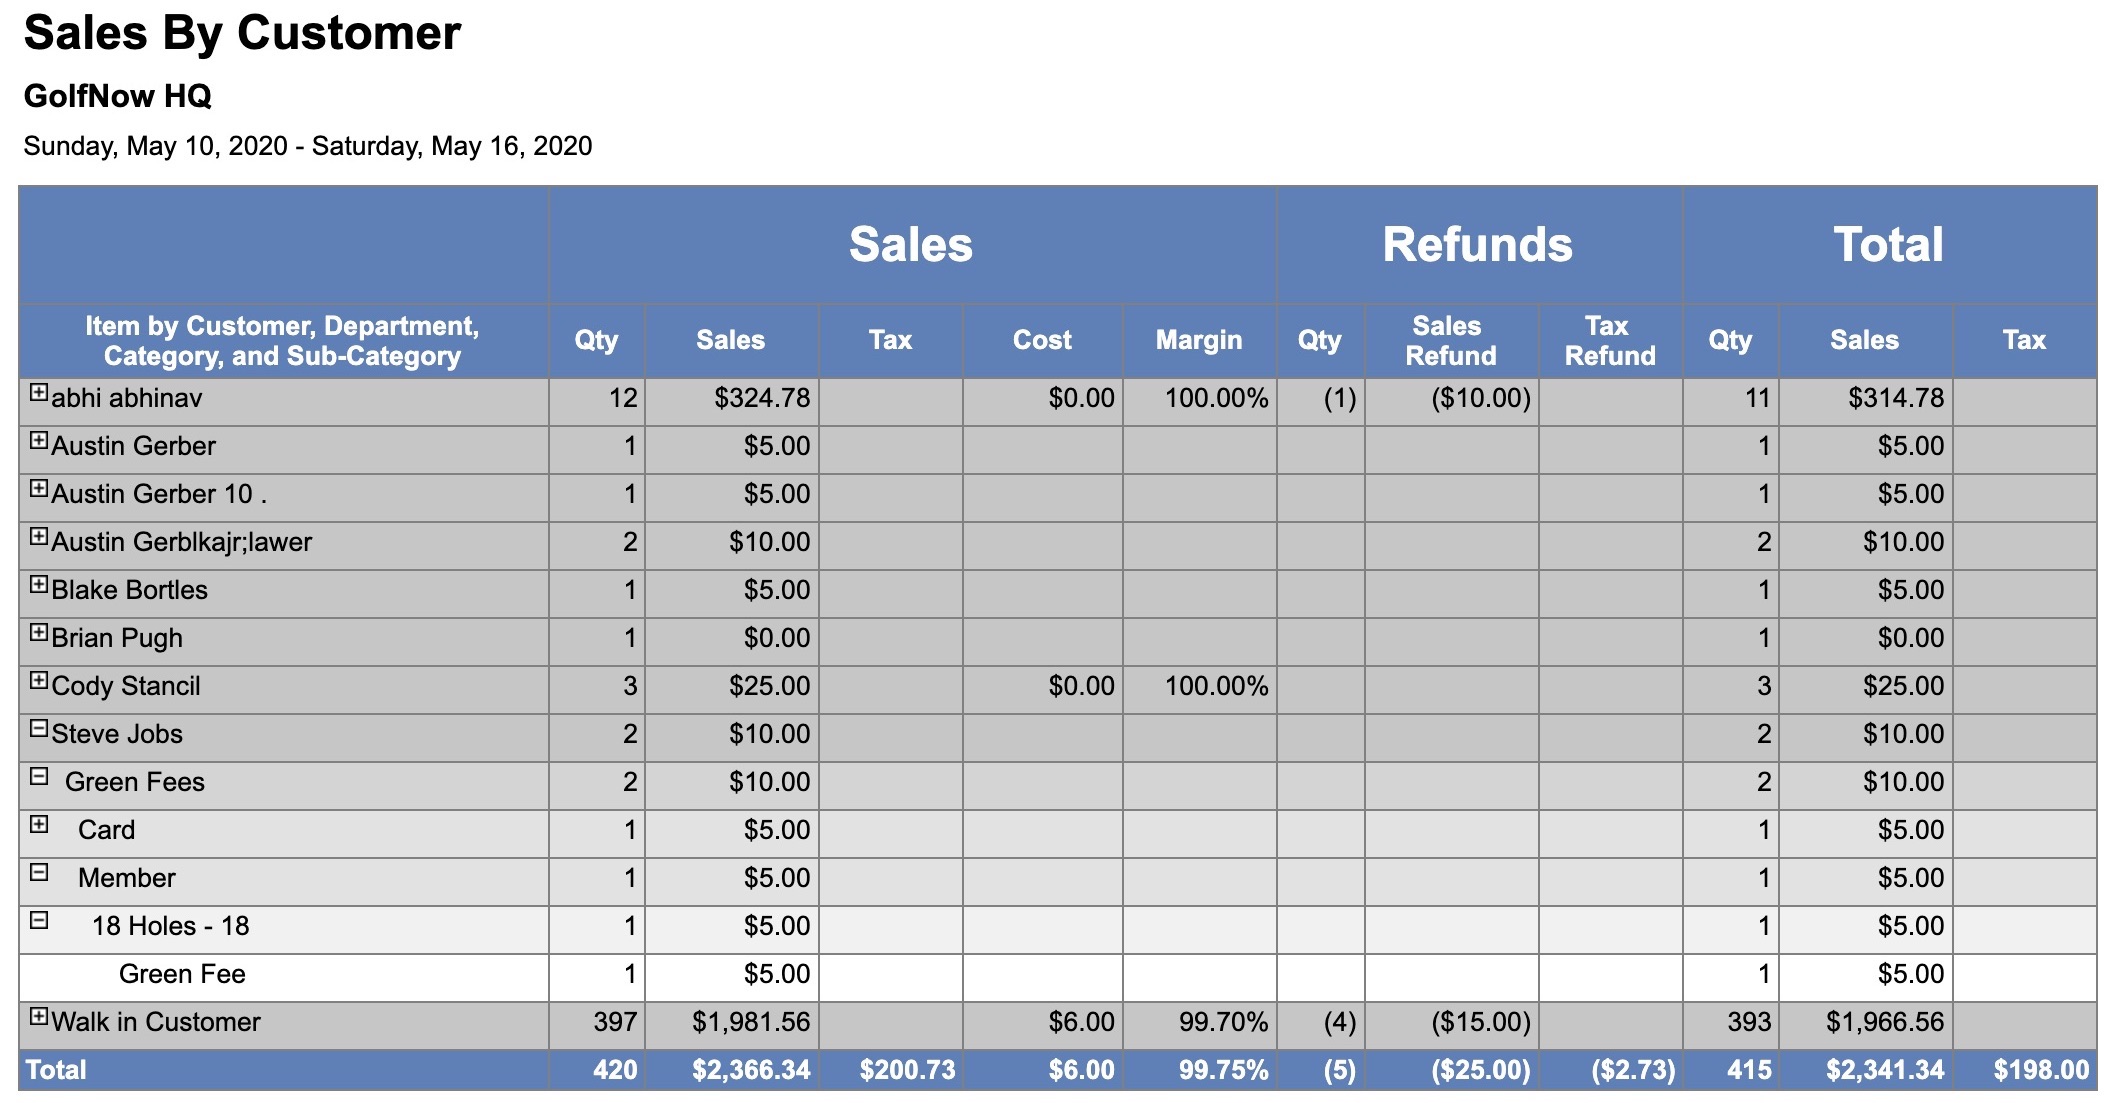 Sales By Customer
GolfNow HQ
Sunday, May 10, 2020 - Saturday, May 16, 2020
Sales Refunds Total
Item by Customer, Department, Category, and Sub-Category Qty Sales Tax Cost Margin Qty Sales Refund Tax Refund Qty Sales Tax
abhi abhinav 12 $324.78 $0.00 100.00% (1) ($10.00) 11 $314.78
Austin Gerber 1 $5.00 1 $5.00
Austin Gerber 10 . 1 $5.00 1 $5.00
Austin Gerblkajr;lawer 2 $10.00 2 $10.00
Blake Bortles 1 $5.00 1 $5.00
Brian Pugh 1 $0.00 1 $0.00
Cody Stancil 3 $25.00 $0.00 100.00% 3 $25.00
Steve Jobs 2 $10.00 2 $10.00
Green Fees 2 $10.00 2 $10.00
Card 1 $5.00 1 $5.00
Member 1 $5.00 1 $5.00
18 Holes - 18 1 $5.00 1 $5.00
Green Fee 1 $5.00 1 $5.00
Walk in Customer 397 $1,981.56 $6.00 99.70% (4) ($15.00) 393 $1,966.56
Total 420 $2,366.34 $200.73 $6.00 99.75% (5) ($25.00) ($2.73) 415 $2,341.34 $198.00